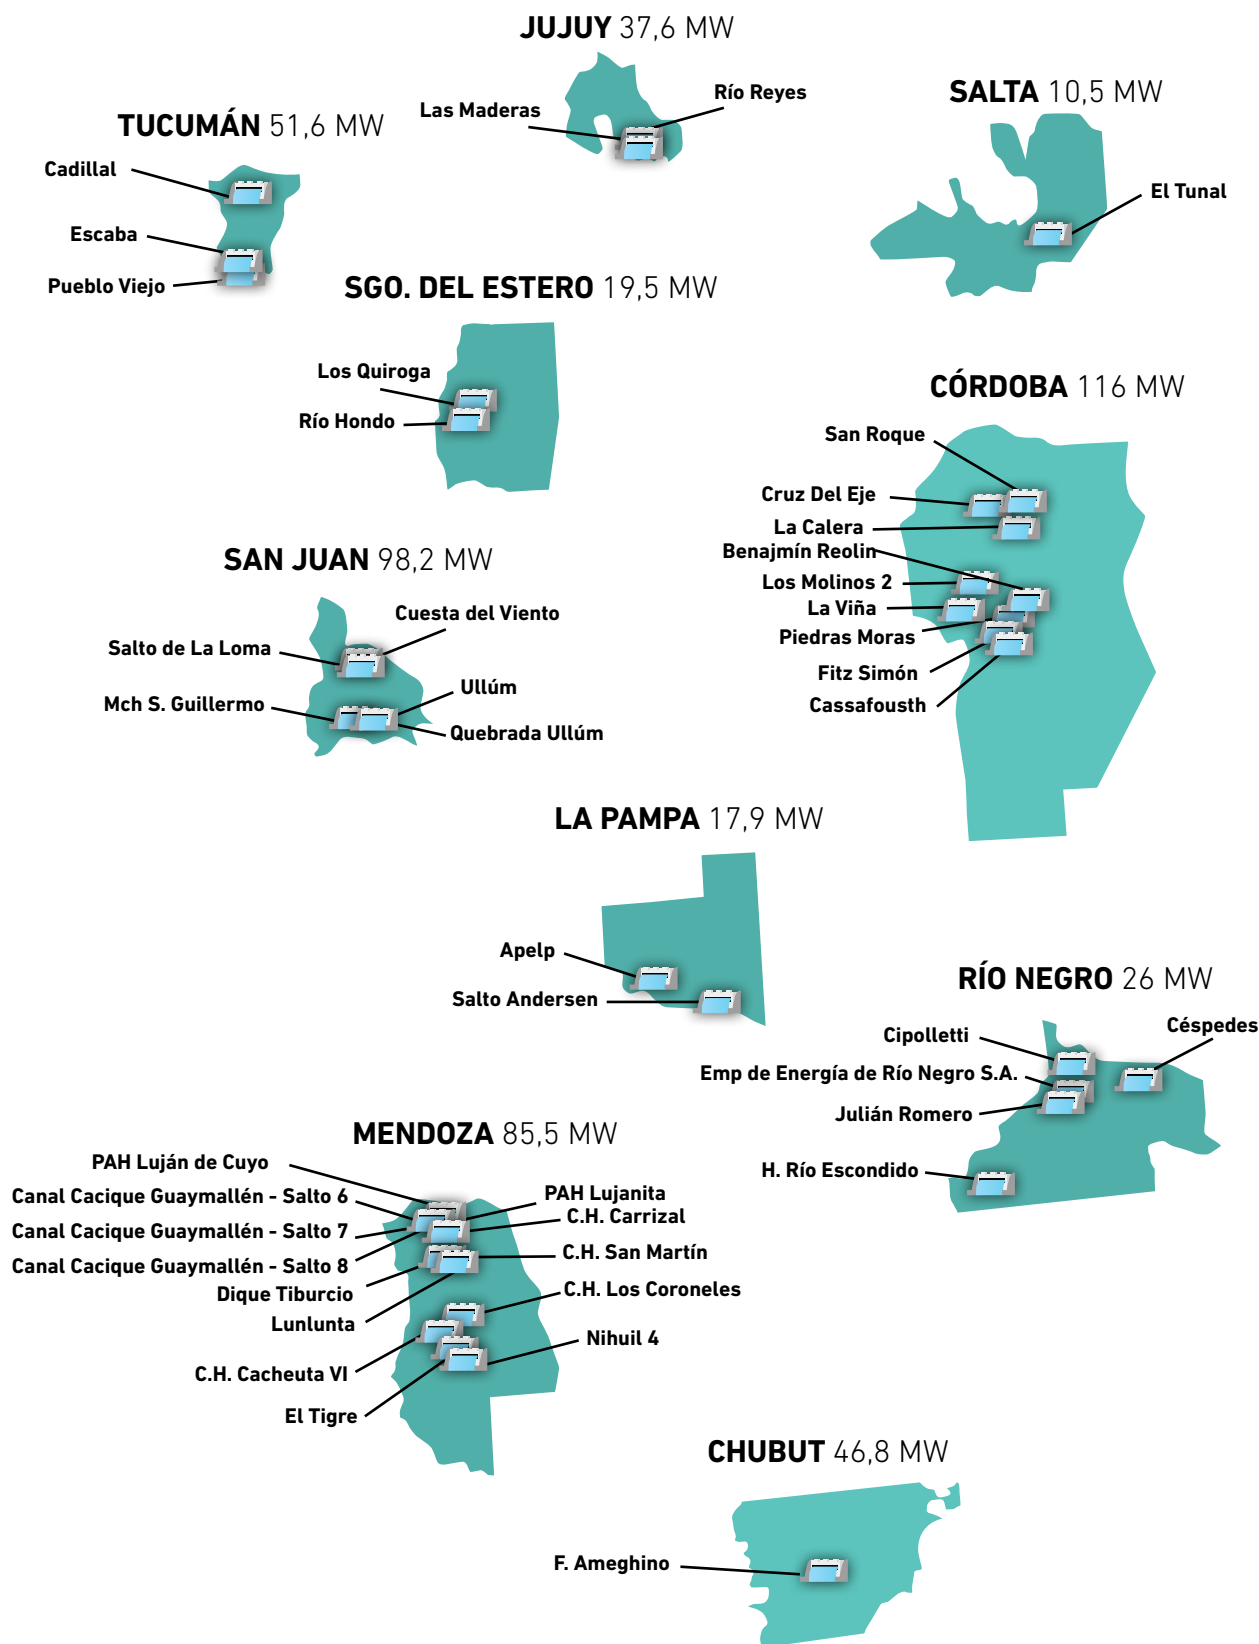 JUJUY 37,6 MW
Las Maderas
Río Reyes
SALTA 10,5 MW
El Tunal
TUCUMÁN 51,6 MW
Cadillal
Escaba
Pueblo Viejo
SGO. DEL ESTERO 19,5 MW
Los Quiroga
Río Hondo
CÓRDOBA 116 MW
San Roque
Cruz Del Eje
La Calera
Benajmín Reolin
Los Molinos 2
La Viña
Piedras Moras
Fitz Simón
Cassafousth
SAN JUAN 98,2 MW
Cuesta del Viento
Salto de La Loma
Ullúm
Mch S. Guillermo
Quebrada Ullúm
LA PAMPA 17,9 MW
Apelp
Salto Andersen
RÍO NEGRO 26 MW
Céspedes
Cipolletti
Emp de Energía de Río Negro S.A.
Julián Romero
H. Río Escondido
MENDOZA 85,5 MW
PAH Luján de Cuyo
Canal Cacique Guaymallén - Salto 6
PAH Lujanita
C.H. Carrizal
Canal Cacique Guaymallén - Salto 7
C.H. San Martín
Canal Cacique Guaymallén - Salto 8
Dique Tiburcio
C.H. Los Coroneles
Lunlunta
Nihuil 4
C.H. Cacheuta VI
El Tigre
CHUBUT 46,8 MW
F. Ameghino